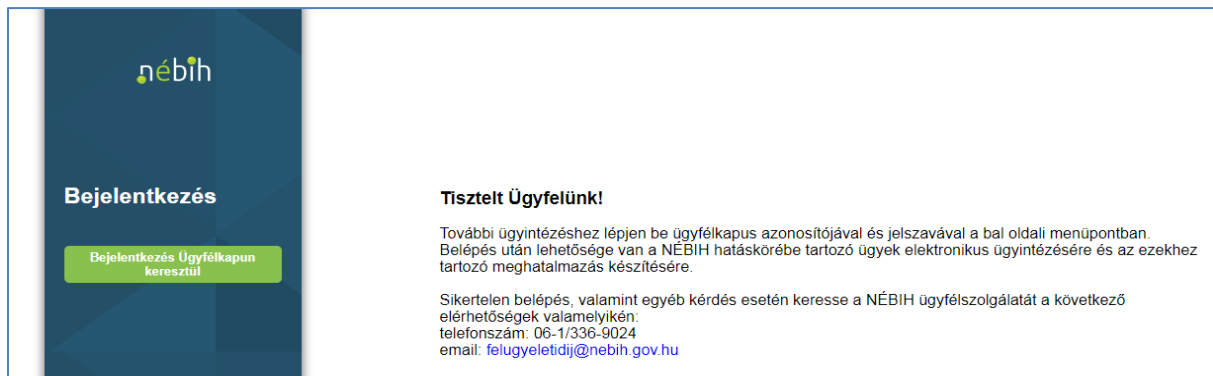 nébih
Bejelentkezés
Bejelentkezés Ügyfélkapun
keresztül
Tisztelt Ügyfelünk!
További ügyintézéshez lépjen be ügyfélkapus azonosítójával és jelszavával a bal oldali menüpontban.
Belépés után lehetősége van a NÉBIH hatáskörébe tartozó ügyek elektronikus ügyintézésére és az ezekhez
tartozó meghatalmazás készítésére.
Sikertelen belépés, valamint egyéb kérdés esetén keresse a NÉBIH ügyfélszolgálatát a következő
elérhetőségek valamelyikén:
telefonszám: 06-1/336-9024
email: felugyeletidij@nebih.gov.hu